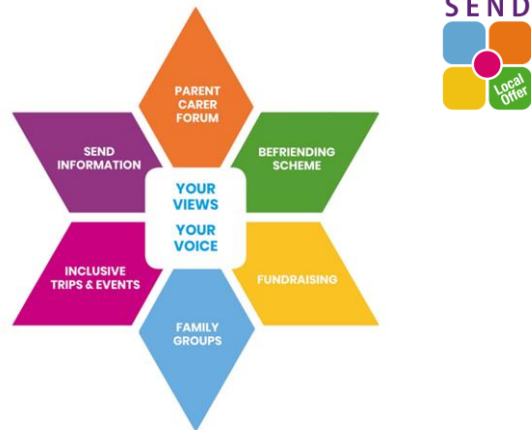 SEND
Local
Offer
PARENT
CARER
FORUM
SEND
INFORMATION
BEFRIENDING
SCHEME
YOUR
VIEWS
YOUR
VOICE
INCLUSIVE
TRIPS & EVENTS
FUNDRAISING
FAMILY
GROUPS